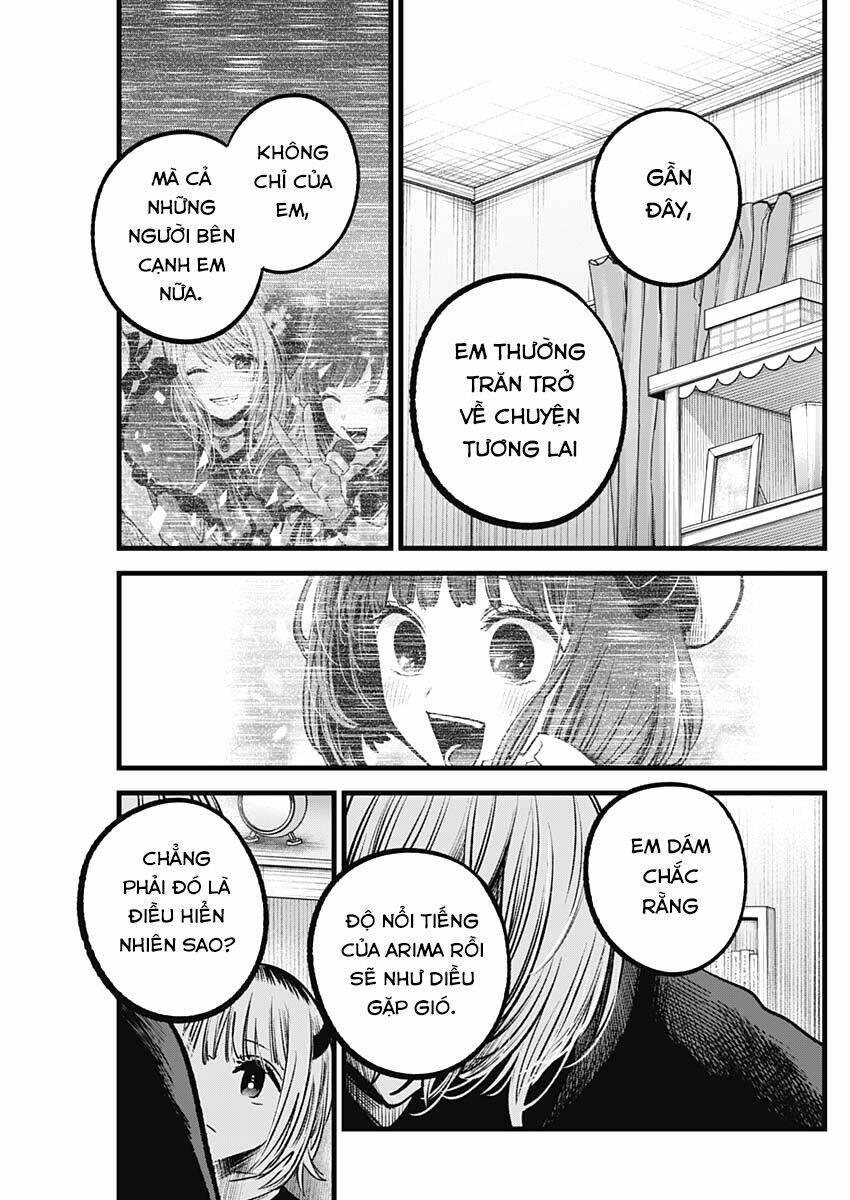 GẦN
ĐÂY,
EM THƯỜNG
TRĂN TRỞ
VỀ CHUYỆN
TƯƠNG LAI
KHÔNG
CHỈ CỦA
EM,
MÀ CẢ
NHỮNG
NGƯỜI BÊN
CẠNH EM
NỮA.
EM DÁM
CHẮC
RẰNG
ĐỘ NỔI TIẾNG
CỦA ARIMA RỒI
SẼ NHƯ DIỀU
GẶP GIÓ.
CHẲNG
PHẢI ĐÓ LÀ
ĐIỀU HIỂN
NHIÊN SAO?